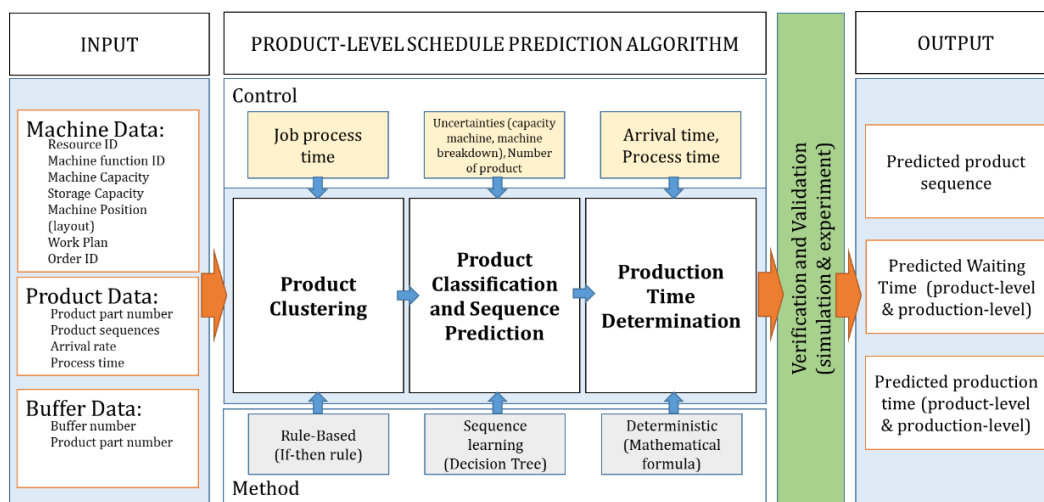 INPUT
PRODUCT-LEVEL SCHEDULE PREDICTION ALGORITHM
OUTPUT
Machine Data:
Resource ID
Machine function ID
Machine Capacity
Storage Capacity
Machine Position
(layout)
Work Plan
Order ID
Product Data:
Product part number
Product sequences
Arrival rate
Process time
Buffer Data:
Buffer number
Product part number
Control
Job process
time
Uncertainties (capacity
machine, machine
breakdown), Number
of product
Arrival time,
Process time
Product
Clustering
Product
Classification
and Sequence
Prediction
Production
Time
Determination
Rule-Based
(If-then rule)
Sequence
learning
(Decision Tree)
Deterministic
(Mathematical
formula)
Method
Verification and Validation
(simulation & experiment)
Predicted product
sequence
Predicted Waiting
Time (product-level
& production-level)
Predicted production
time (product-level
& production-level)